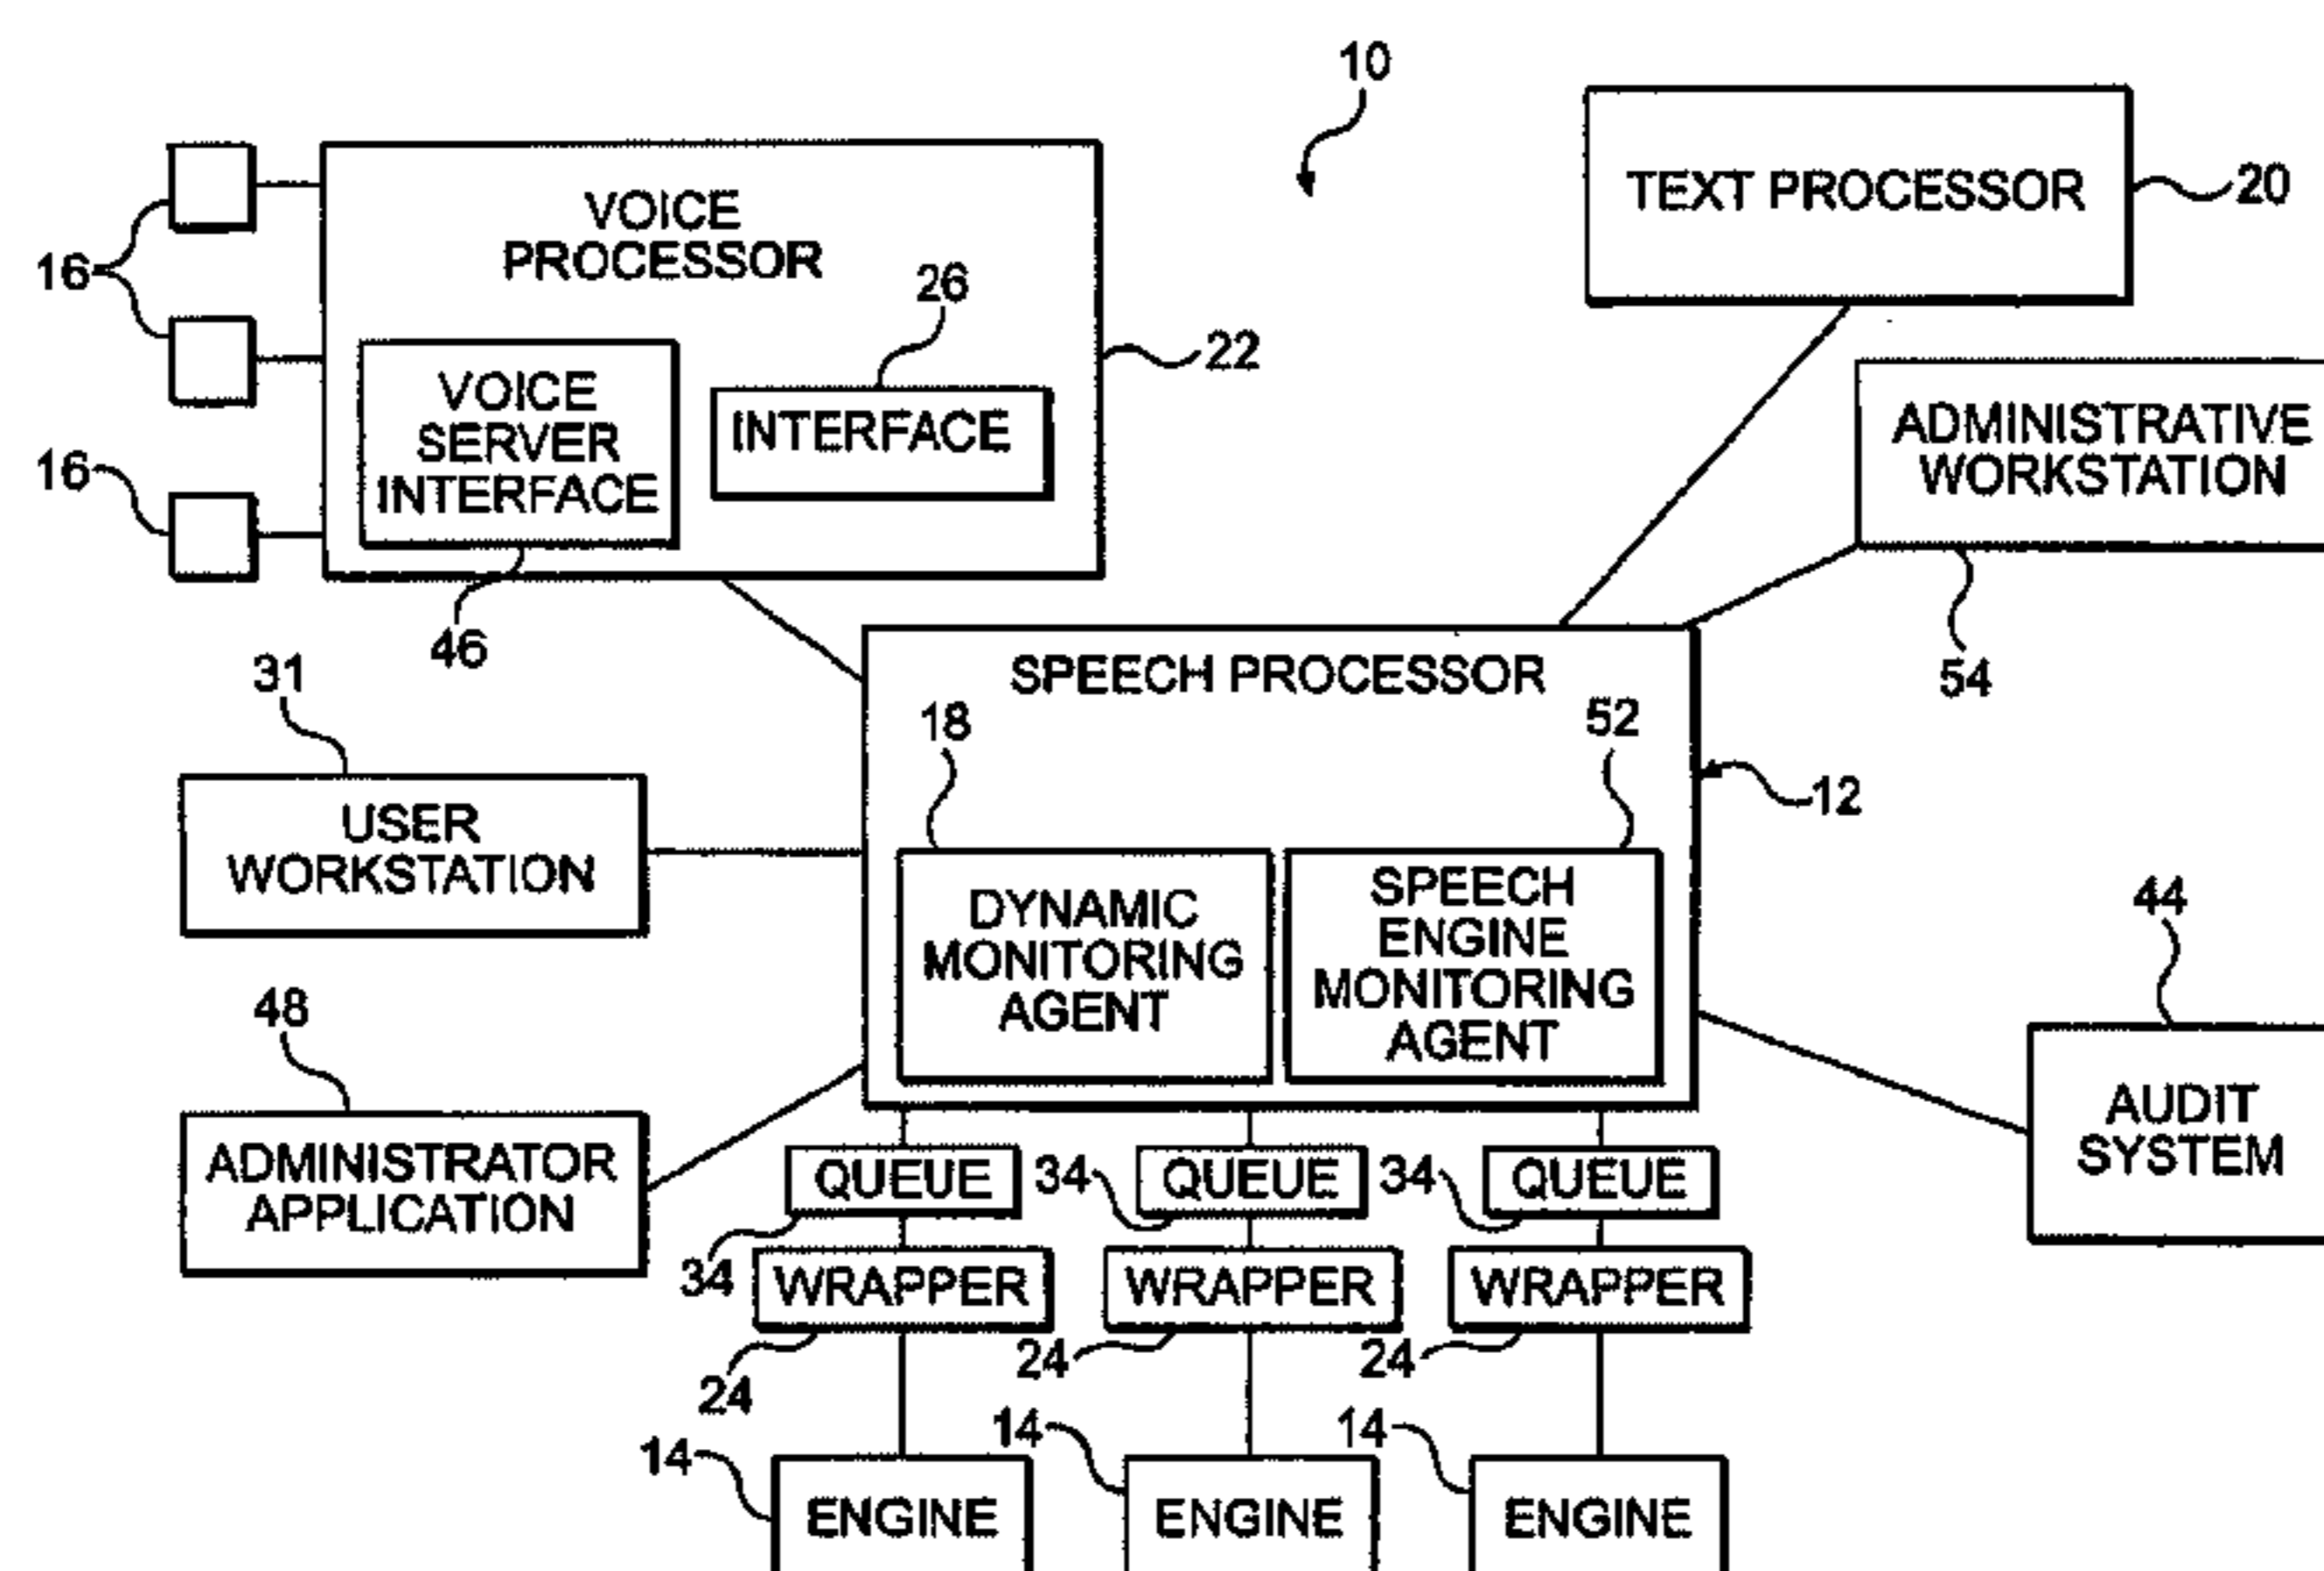 10
TEXT PROCESSOR
20
VOICE
PROCESSOR
16
26
22
VOICE
SERVER
INTERFACE
INTERFACE
ADMINISTRATIVE
WORKSTATION
16
46
54
31
SPEECH PROCESSOR
18
52
12
USER
WORKSTATION
DYNAMIC
MONITORING
AGENT
SPEECH
ENGINE
MONITORING
AGENT
44
48
ADMINISTRATOR
APPLICATION
AUDIT
SYSTEM
QUEUE
34
QUEUE
34
QUEUE
34
WRAPPER
WRAPPER
WRAPPER
24
24
24
14
14
14
ENGINE
ENGINE
ENGINE